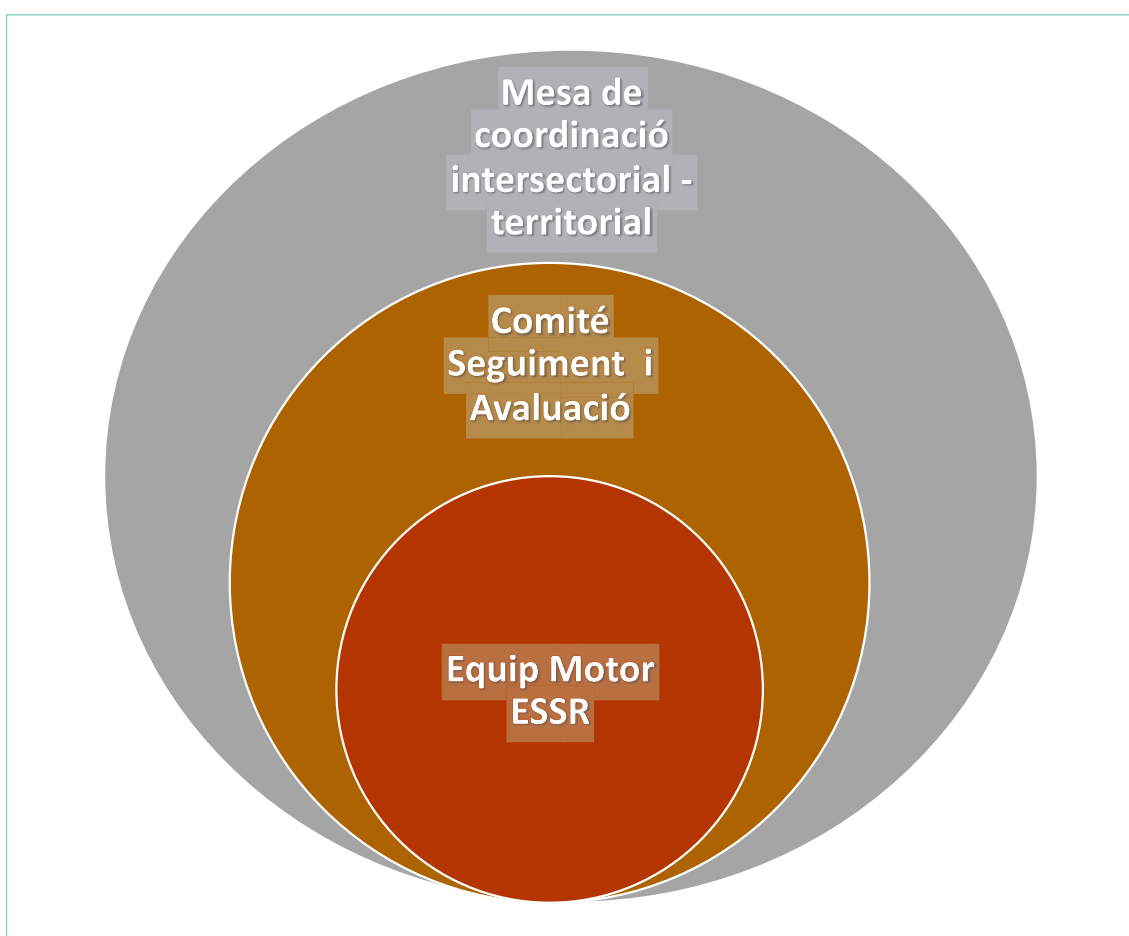 Mesa de
coordinació
intersectorial -
territorial
Comité
Seguiment  i
Avaluació
Equip Motor
ESSR